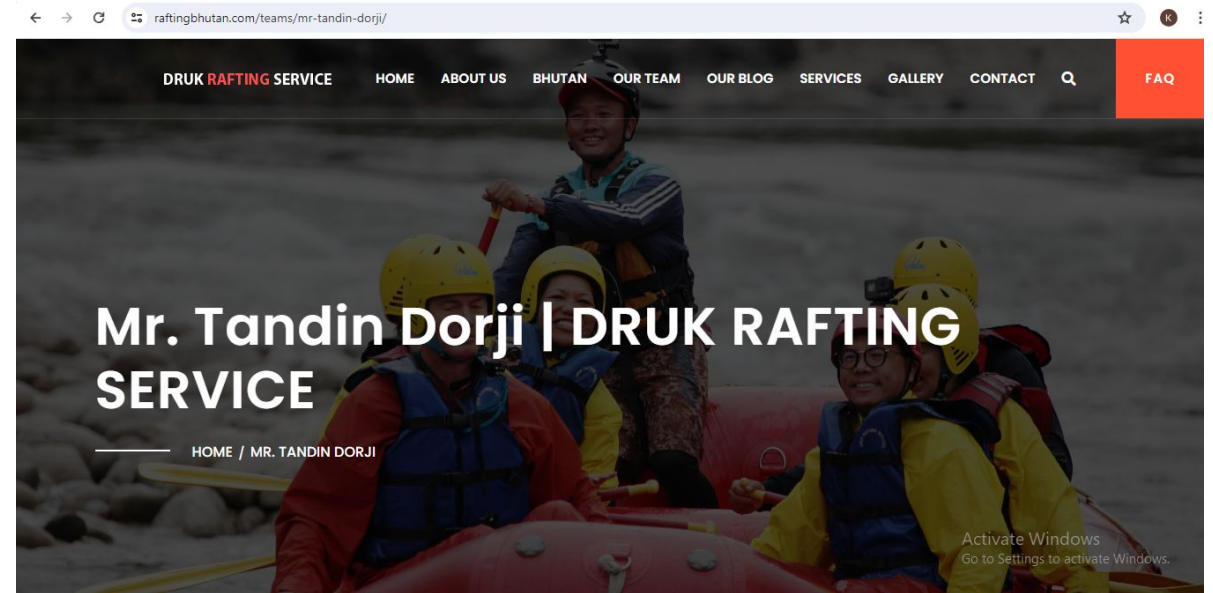 raftingbhutan.com/teams/mr-tandin-dorji/
K
DRUK RAFTING SERVICE HOME ABOUT US BHUTAN OUR TEAM OUR BLOG SERVICES GALLERY CONTACT FAQ
Mr. Tandin Dorji | DRUK RAFTING
SERVICE
HOME / MR. TANDIN DORJI
Activate Windows
Go to Settings to activate Windows.